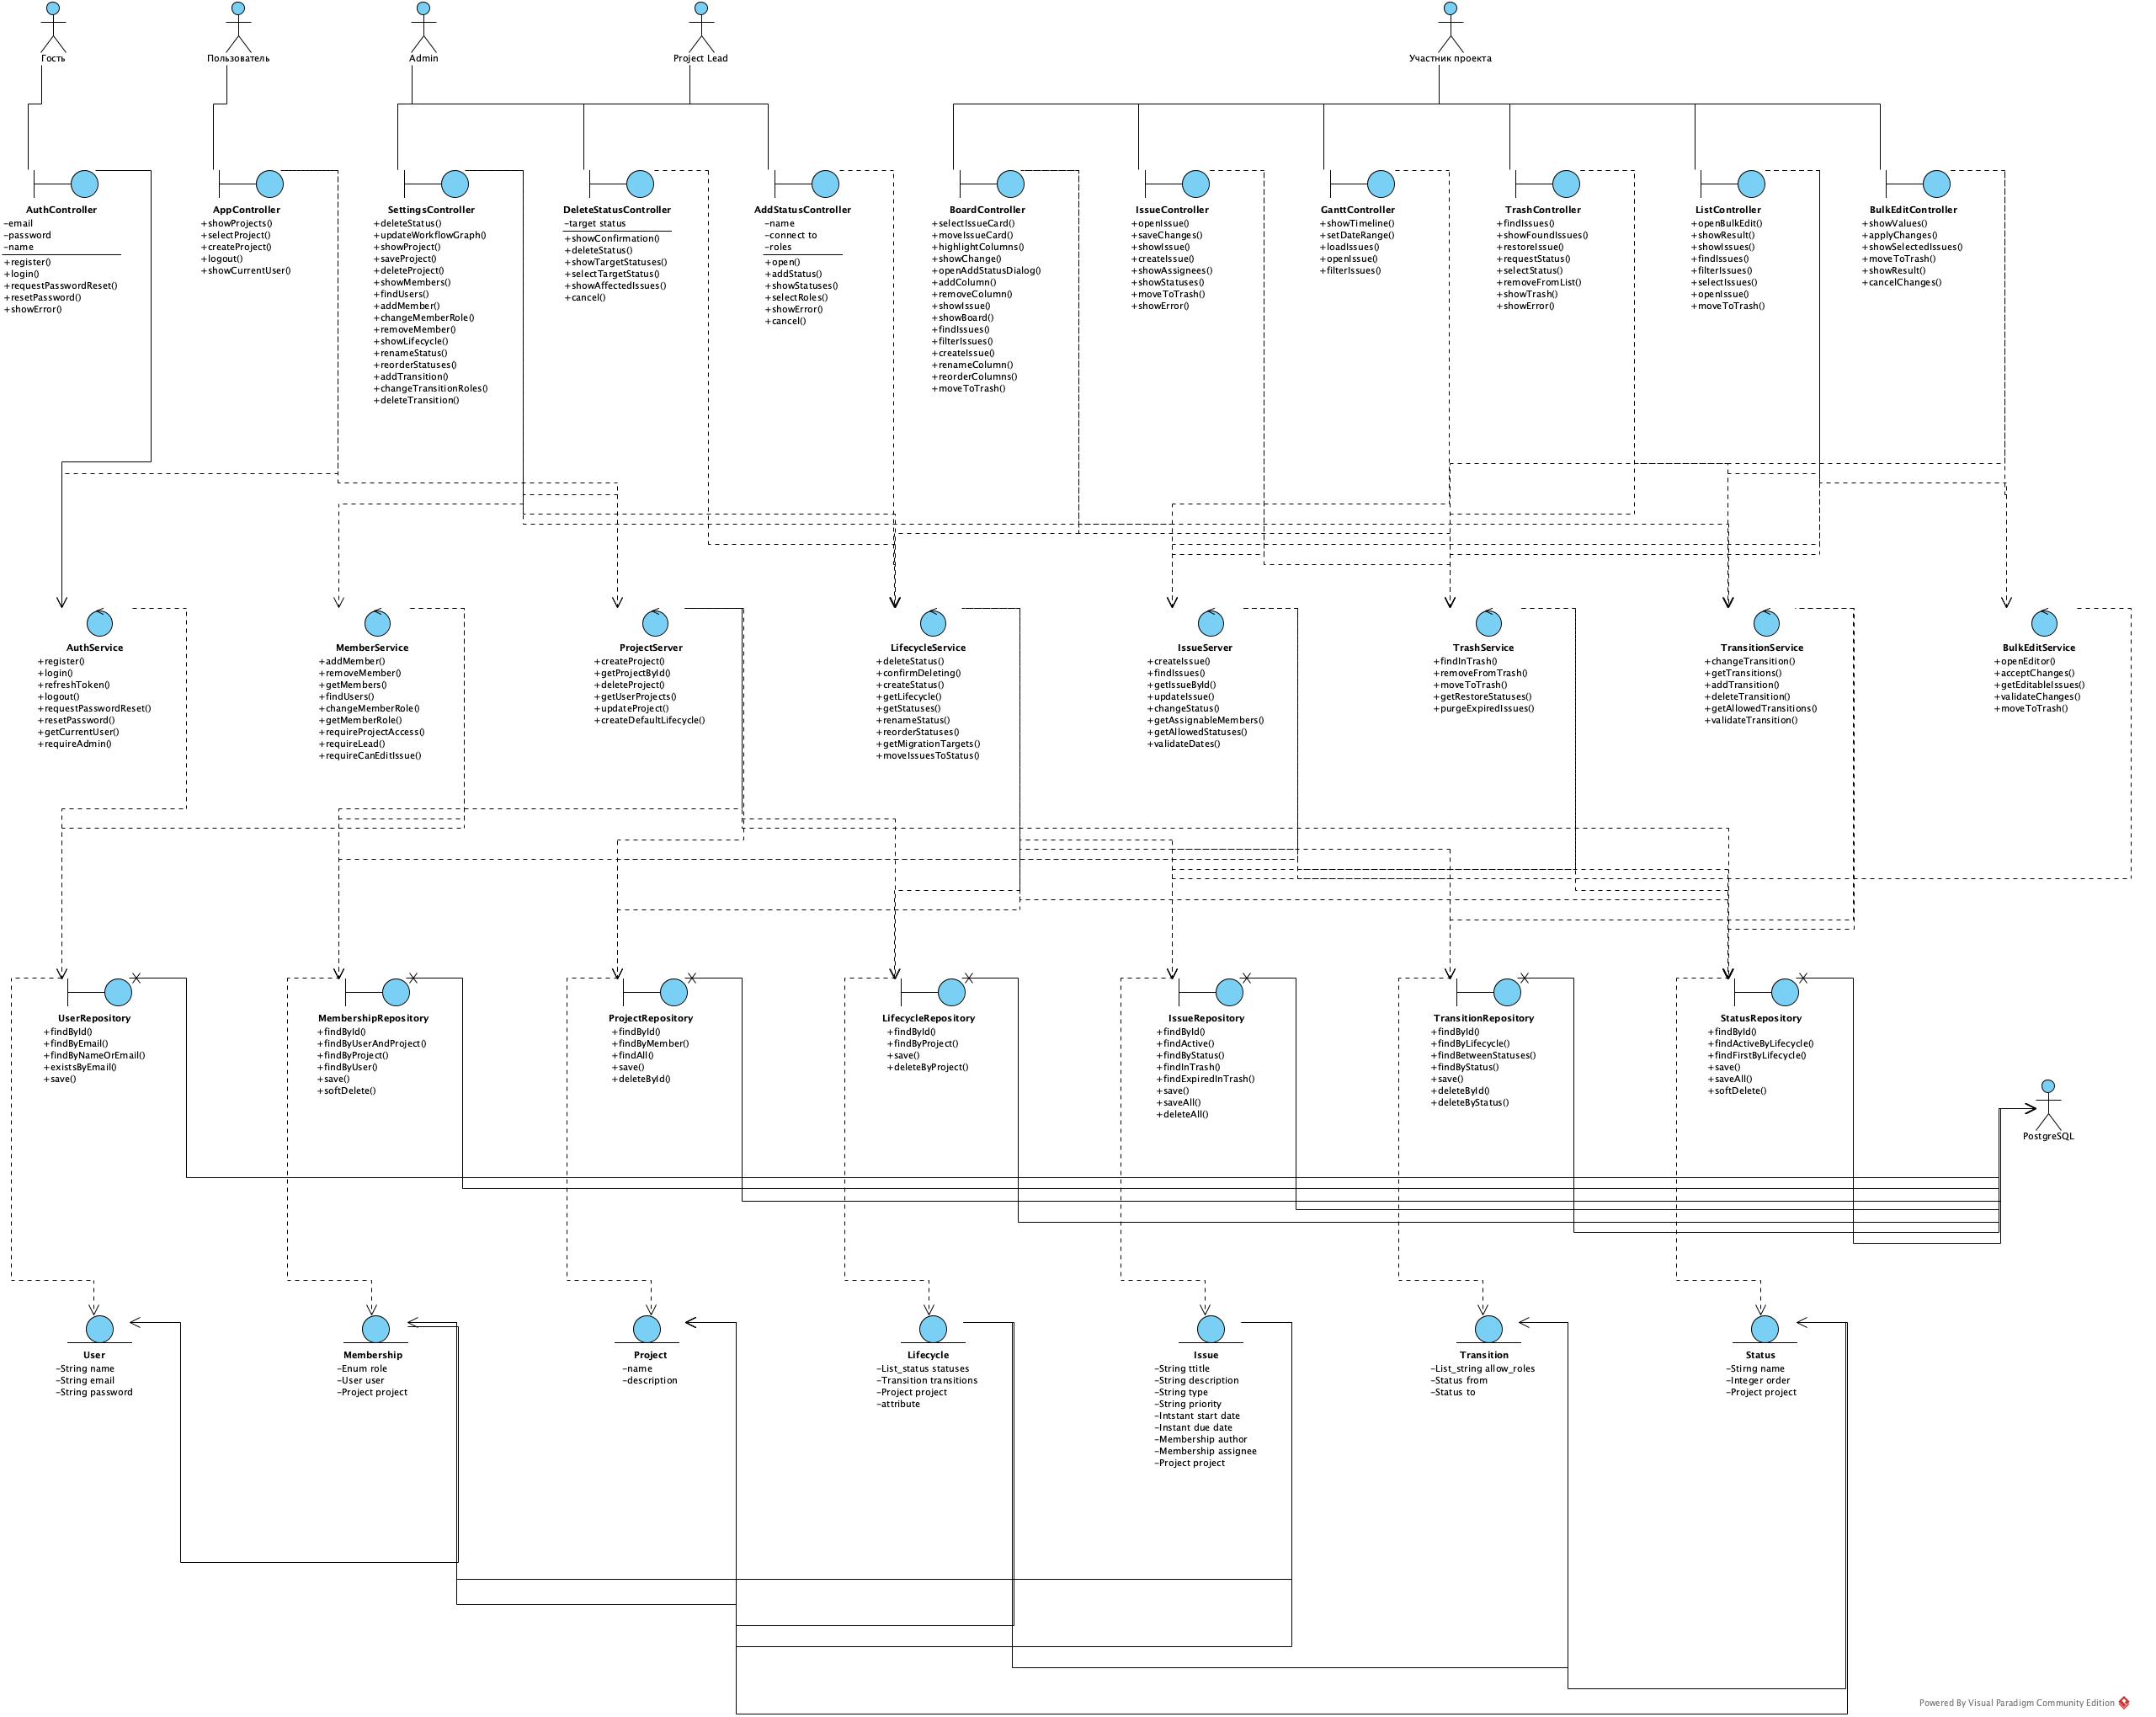 Гость
Пользователь
Admin
Project Lead
Участник проекта
AuthController
-email
-password
-name
+register()
+login()
+requestPasswordReset()
+resetPassword()
+showError()
AppController
+showProjects()
+selectProject()
+createProject()
+logout()
+showCurrentUser()
SettingsController
+deleteStatus()
+updateWorkflowGraph()
+showProject()
+saveProject()
+deleteProject()
+showMembers()
+findUsers()
+addMember()
+changeMemberRole()
+removeMember()
+showLifecycle()
+renameStatus()
+reorderStatuses()
+addTransition()
+changeTransitionRoles()
+deleteTransition()
DeleteStatusController
-target status
+showConfirmation()
+deleteStatus()
+showTargetStatuses()
+selectTargetStatus()
+showAffectedIssues()
+cancel()
AddStatusController
-name
-connect to
-roles
+open()
+addStatus()
+showStatuses()
+selectRoles()
+showError()
+cancel()
BoardController
+selectIssueCard()
+moveIssueCard()
+highlightColumns()
+showChange()
+openAddStatusDialog()
+addColumn()
+removeColumn()
+showIssue()
+showBoard()
+findIssues()
+filterIssues()
+createIssue()
+renameColumn()
+reorderColumns()
+moveToTrash()
IssueController
+openIssue()
+saveChanges()
+showIssue()
+createIssue()
+showAssignees()
+showStatuses()
+moveToTrash()
+showError()
GanttController
+showTimeline()
+setDateRange()
+loadIssues()
+openIssue()
+filterIssues()
TrashController
+findIssues()
+showFoundIssues()
+restoreIssue()
+requestStatus()
+selectStatus()
+removeFromList()
+showTrash()
+showError()
ListController
+openBulkEdit()
+showResult()
+showIssues()
+findIssues()
+filterIssues()
+selectIssues()
+openIssue()
+moveToTrash()
BulkEditController
+showValues()
+applyChanges()
+showSelectedIssues()
+moveToTrash()
+showResult()
+cancelChanges()
AuthService
+register()
+login()
+refreshToken()
+logout()
+requestPasswordReset()
+resetPassword()
+getCurrentUser()
+requireAdmin()
MemberService
+addMember()
+removeMember()
+getMembers()
+findUsers()
+changeMemberRole()
+getMemberRole()
+requireProjectAccess()
+requireLead()
+requireCanEditIssue()
ProjectServer
+createProject()
+getProjectById()
+deleteProject()
+getUserProjects()
+updateProject()
+createDefaultLifecycle()
LifecycleService
+deleteStatus()
+confirmDeleting()
+createStatus()
+getLifecycle()
+getStatuses()
+renameStatus()
+reorderStatuses()
+getMigrationTargets()
+moveIssuesToStatus()
IssueServer
+createIssue()
+findIssues()
+getIssueById()
+updateIssue()
+changeStatus()
+getAssignableMembers()
+getAllowedStatuses()
+validateDates()
TrashService
+findInTrash()
+removeFromTrash()
+moveToTrash()
+getRestoreStatuses()
+purgeExpiredIssues()
TransitionService
+changeTransition()
+getTransitions()
+addTransition()
+deleteTransition()
+getAllowedTransitions()
+validateTransition()
BulkEditService
+openEditor()
+acceptChanges()
+getEditableIssues()
+validateChanges()
+moveToTrash()
UserRepository
+findById()
+findByEmail()
+findByNameOrEmail()
+existsByEmail()
+save()
MembershipRepository
+findById()
+findByUserAndProject()
+findByProject()
+findByUser()
+save()
+softDelete()
ProjectRepository
+findById()
+findByMember()
+findAll()
+save()
+deleteById()
LifecycleRepository
+findById()
+findByProject()
+save()
+deleteByProject()
IssueRepository
+findById()
+findActive()
+findByStatus()
+findInTrash()
+findExpiredInTrash()
+save()
+saveAll()
+deleteAll()
TransitionRepository
+findById()
+findByLifecycle()
+findBetweenStatuses()
+findByStatus()
+save()
+deleteById()
+deleteByStatus()
StatusRepository
+findById()
+findActiveByLifecycle()
+findFirstByLifecycle()
+save()
+saveAll()
+softDelete()
PostgreSQL
User
-String name
-String email
-String password
Membership
-Enum role
-User user
-Project project
Project
-name
-description
Lifecycle
-List_status statuses
-Transition transitions
-Project project
-attribute
Issue
-String ttitle
-String description
-String type
-String priority
-Intstant start date
-Instant due date
-Membership author
-Membership assignee
-Project project
Transition
-List_string allow_roles
-Status from
-Status to
Status
-Stirng name
-Integer order
-Project project
Powered By Visual Paradigm Community Edition